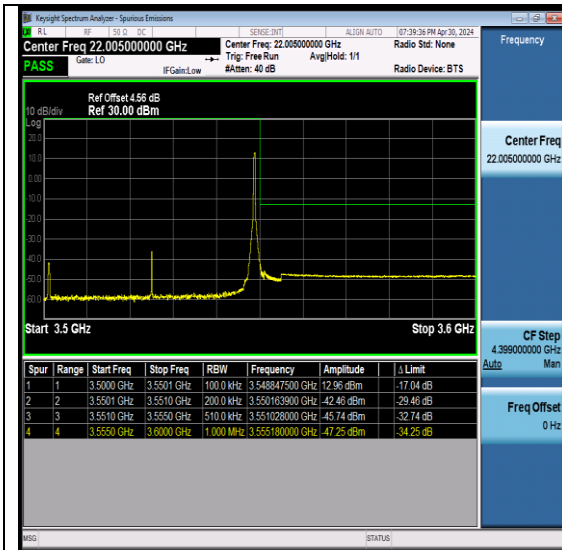 Keysight Spectrum Analyzer - Spurious Emissions
RL RF 50 Ω DC SENSE:INT ALIGN AUTO 07:39:36 PM Apr 30, 2024
Center Freq 22.005000000 GHz Center Freq: 22.005000000 GHz Radio Std: None
PASS Gate: LO Trig: Free Run Avg|Hold: 1/1
IFGain:Low #Atten: 40 dB Radio Device: BTS
Ref Offset 4.56 dB
10 dB/div Ref 30.00 dBm
Log
20.0
10.0
0.00
-10.0
-20.0
-30.0
-40.0
-50.0
-60.0
Start 3.5 GHz Stop 3.6 GHz
Spur Range Start Freq Stop Freq RBW Frequency Amplitude Δ Limit
1 1 3.5000 GHz 3.5501 GHz 100.0 kHz 3.548847500 GHz 12.96 dBm -17.04 dB
2 2 3.5501 GHz 3.5510 GHz 200.0 kHz 3.550163900 GHz -42.46 dBm -29.46 dB
3 3 3.5510 GHz 3.5550 GHz 510.0 kHz 3.551028000 GHz -45.74 dBm -32.74 dB
4 4 3.5550 GHz 3.6000 GHz 1.000 MHz 3.555180000 GHz -47.25 dBm -34.25 dB
MSG STATUS
Frequency
Center Freq
22.005000000 GHz
CF Step
4.399000000 GHz
Auto Man
Freq Offset
0 Hz